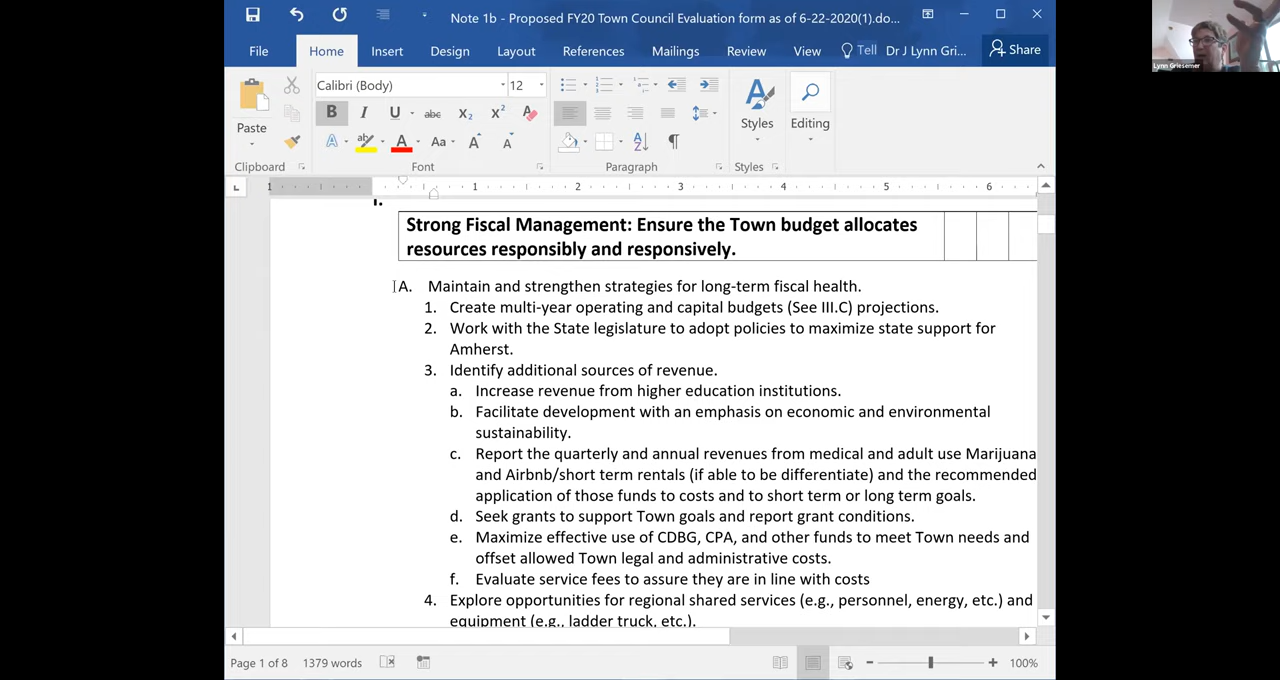 Note 1b - Proposed FY20 Town Council Evaluation form as of 6-22-2020(1).do...
Lynn Griesemer
File Home Insert Design Layout References Mailings Review View Tell Dr J Lynn Gri... Share
Calibri (Body) 12
Paste
Styles
Editing
Clipboard Font Paragraph Styles
1 1 2 3 4 5 6
I.
Strong Fiscal Management: Ensure the Town budget allocates
resources responsibly and responsively.
A. Maintain and strengthen strategies for long-term fiscal health.
1. Create multi-year operating and capital budgets (See III.C) projections.
2. Work with the State legislature to adopt policies to maximize state support for
Amherst.
3. Identify additional sources of revenue.
a. Increase revenue from higher education institutions.
b. Facilitate development with an emphasis on economic and environmental
sustainability.
c. Report the quarterly and annual revenues from medical and adult use Marijuana
and Airbnb/short term rentals (if able to be differentiate) and the recommended
application of those funds to costs and to short term or long term goals.
d. Seek grants to support Town goals and report grant conditions.
e. Maximize effective use of CDBG, CPA, and other funds to meet Town needs and
offset allowed Town legal and administrative costs.
f. Evaluate service fees to assure they are in line with costs
4. Explore opportunities for regional shared services (e.g., personnel, energy, etc.) and
equipment (e.g., ladder truck, etc.).
Page 1 of 8 1379 words 100%